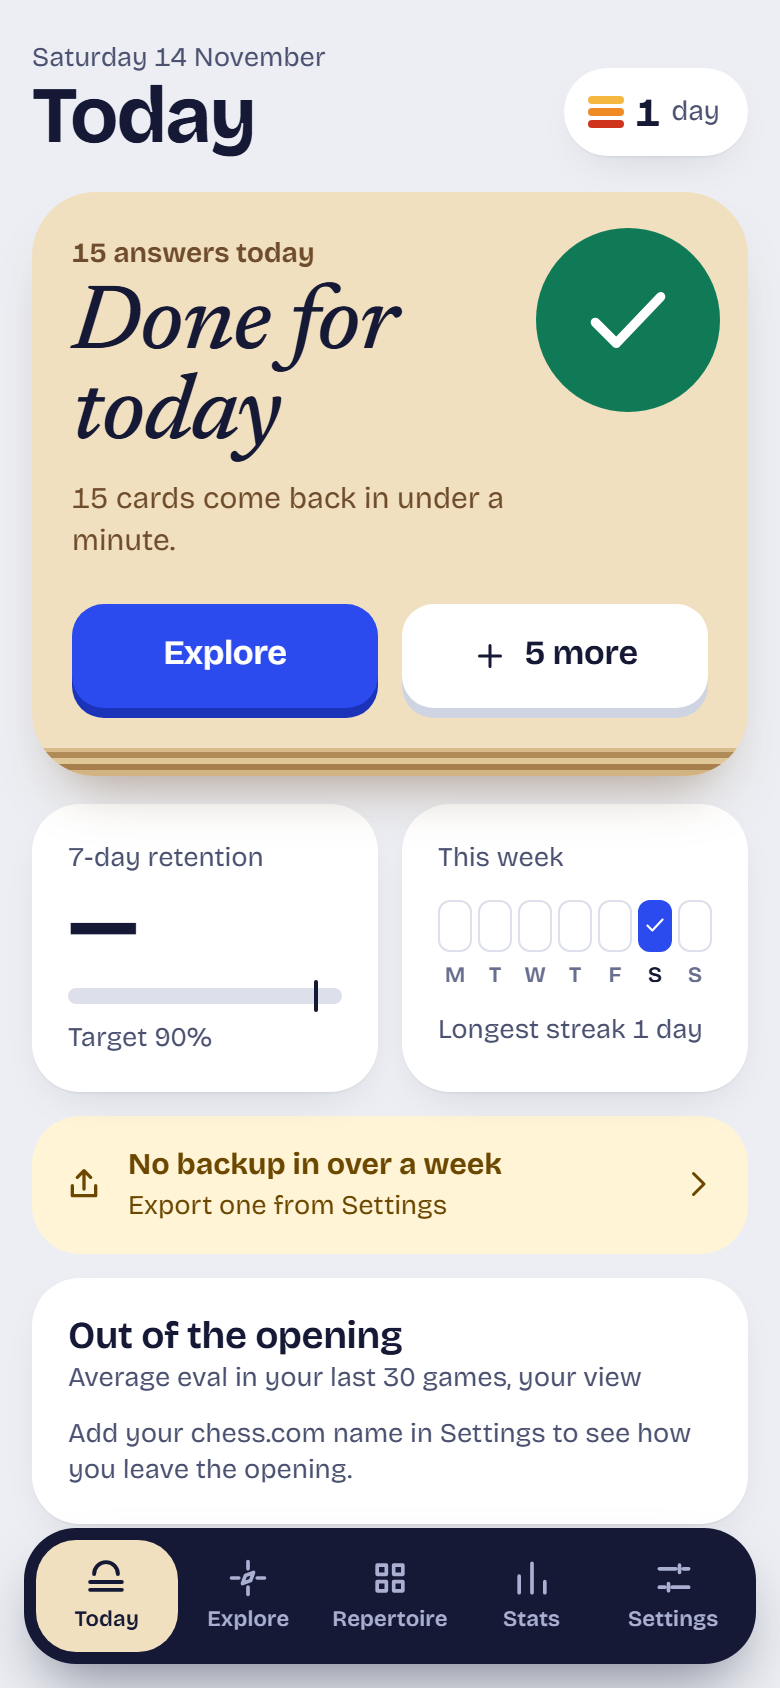 Saturday 14 November
Today
1 day
15 answers today
Done for
today
15 cards come back in under a
minute.
Explore
+ 5 more
7-day retention
—
Target 90%
This week
M T W T F S S
Longest streak 1 day
No backup in over a week
Export one from Settings
Out of the opening
Average eval in your last 30 games, your view
Add your chess.com name in Settings to see how
you leave the opening.
Today Explore Repertoire Stats Settings